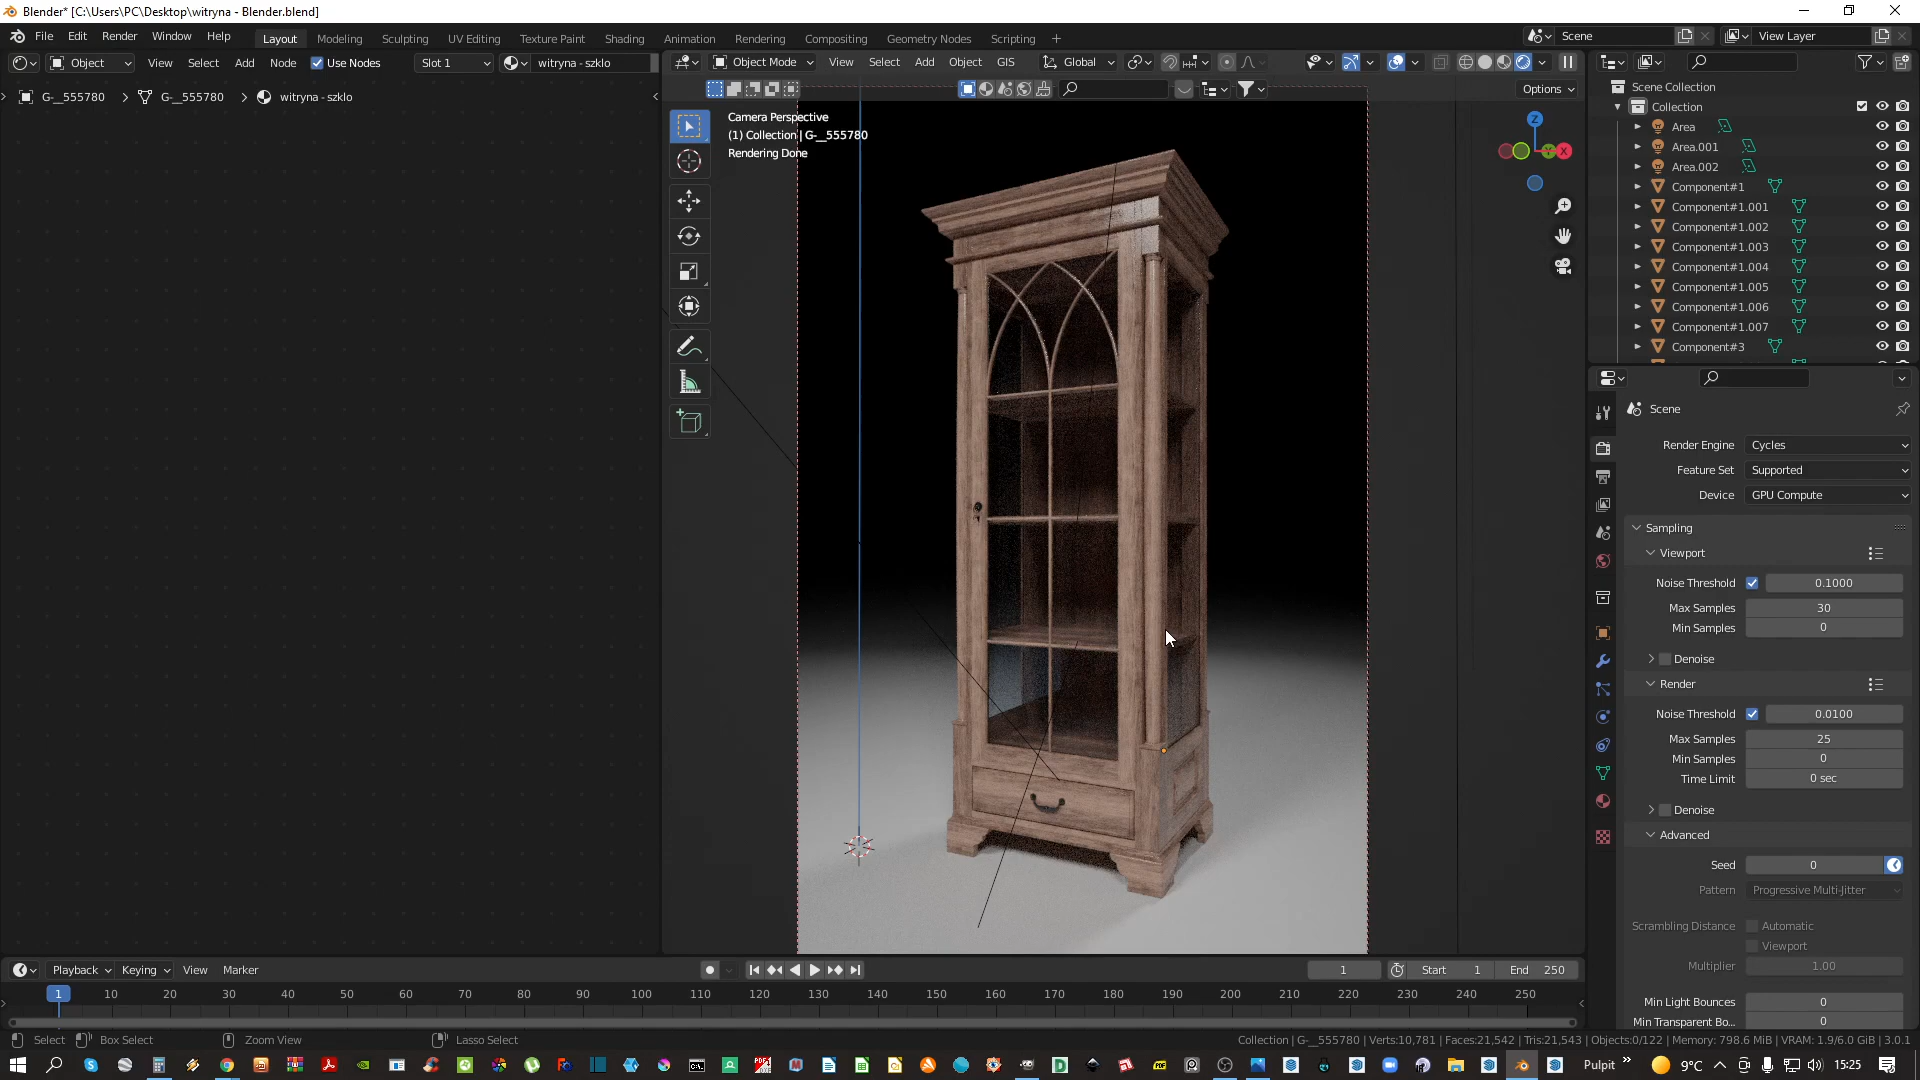 Blender* [C:\Users\PC\Desktop\witryna - Blender.blend]
File Edit Render Window Help Layout Modeling Sculpting UV Editing Texture Paint Shading Animation Rendering Compositing Geometry Nodes Scripting + Scene View Layer
Object View Select Add Node Use Nodes Slot 1 witryna - szklo
Object Mode View Select Add Object GIS Global
Options
G-__555780 > G-__555780 > witryna - szklo
Camera Perspective
(1) Collection | G-__555780
Rendering Done
Z
X
Y
Scene Collection
Collection
Area
Area.001
Area.002
Component#1
Component#1.001
Component#1.002
Component#1.003
Component#1.004
Component#1.005
Component#1.006
Component#1.007
Component#3
Scene
Render Engine Cycles
Feature Set Supported
Device GPU Compute
Sampling
Viewport
Noise Threshold 0.1000
Max Samples 30
Min Samples 0
Denoise
Render
Noise Threshold 0.0100
Max Samples 25
Min Samples 0
Time Limit 0 sec
Denoise
Advanced
Seed 0
Pattern Progressive Multi-Jitter
Scrambling Distance Automatic
Viewport
Multiplier 1.00
Min Light Bounces 0
Min Transparent Bo... 0
Playback Keying View Marker 1 Start 1 End 250
1 10 20 30 40 50 60 70 80 90 100 110 120 130 140 150 160 170 180 190 200 210 220 230 240 250
Select Box Select Zoom View Lasso Select
Collection | G-__555780 | Verts:10,781 | Faces:21,542 | Tris:21,543 | Objects:0/122 | Memory: 798.6 MiB | VRAM: 1.9/6.0 GiB | 3.0.1
Pulpit » 9°C 15:25